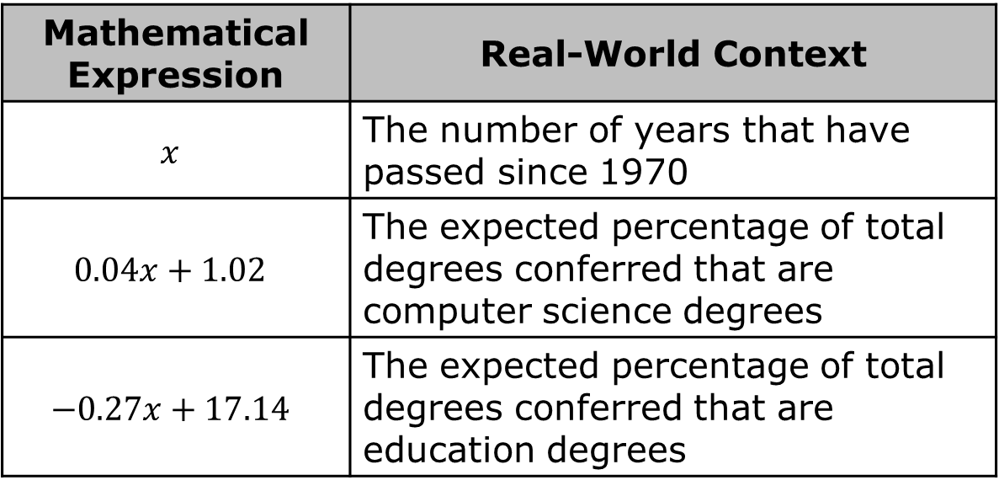 Mathematical
Expression
Real-World Context
x
The number of years that have
passed since 1970
0.04x + 1.02
The expected percentage of total
degrees conferred that are
computer science degrees
−0.27x + 17.14
The expected percentage of total
degrees conferred that are
education degrees